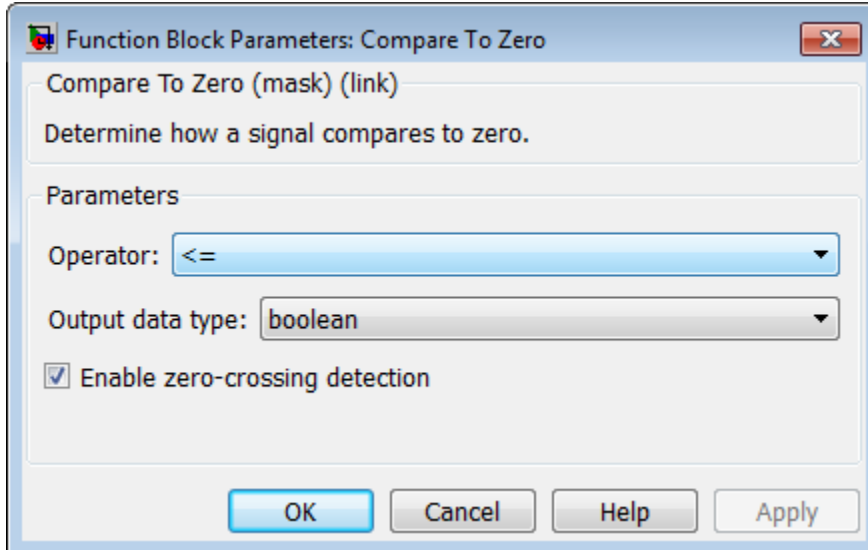 Function Block Parameters: Compare To Zero
Compare To Zero (mask) (link)
Determine how a signal compares to zero.
Parameters
Operator: <=
Output data type: boolean
Enable zero-crossing detection
OK Cancel Help Apply